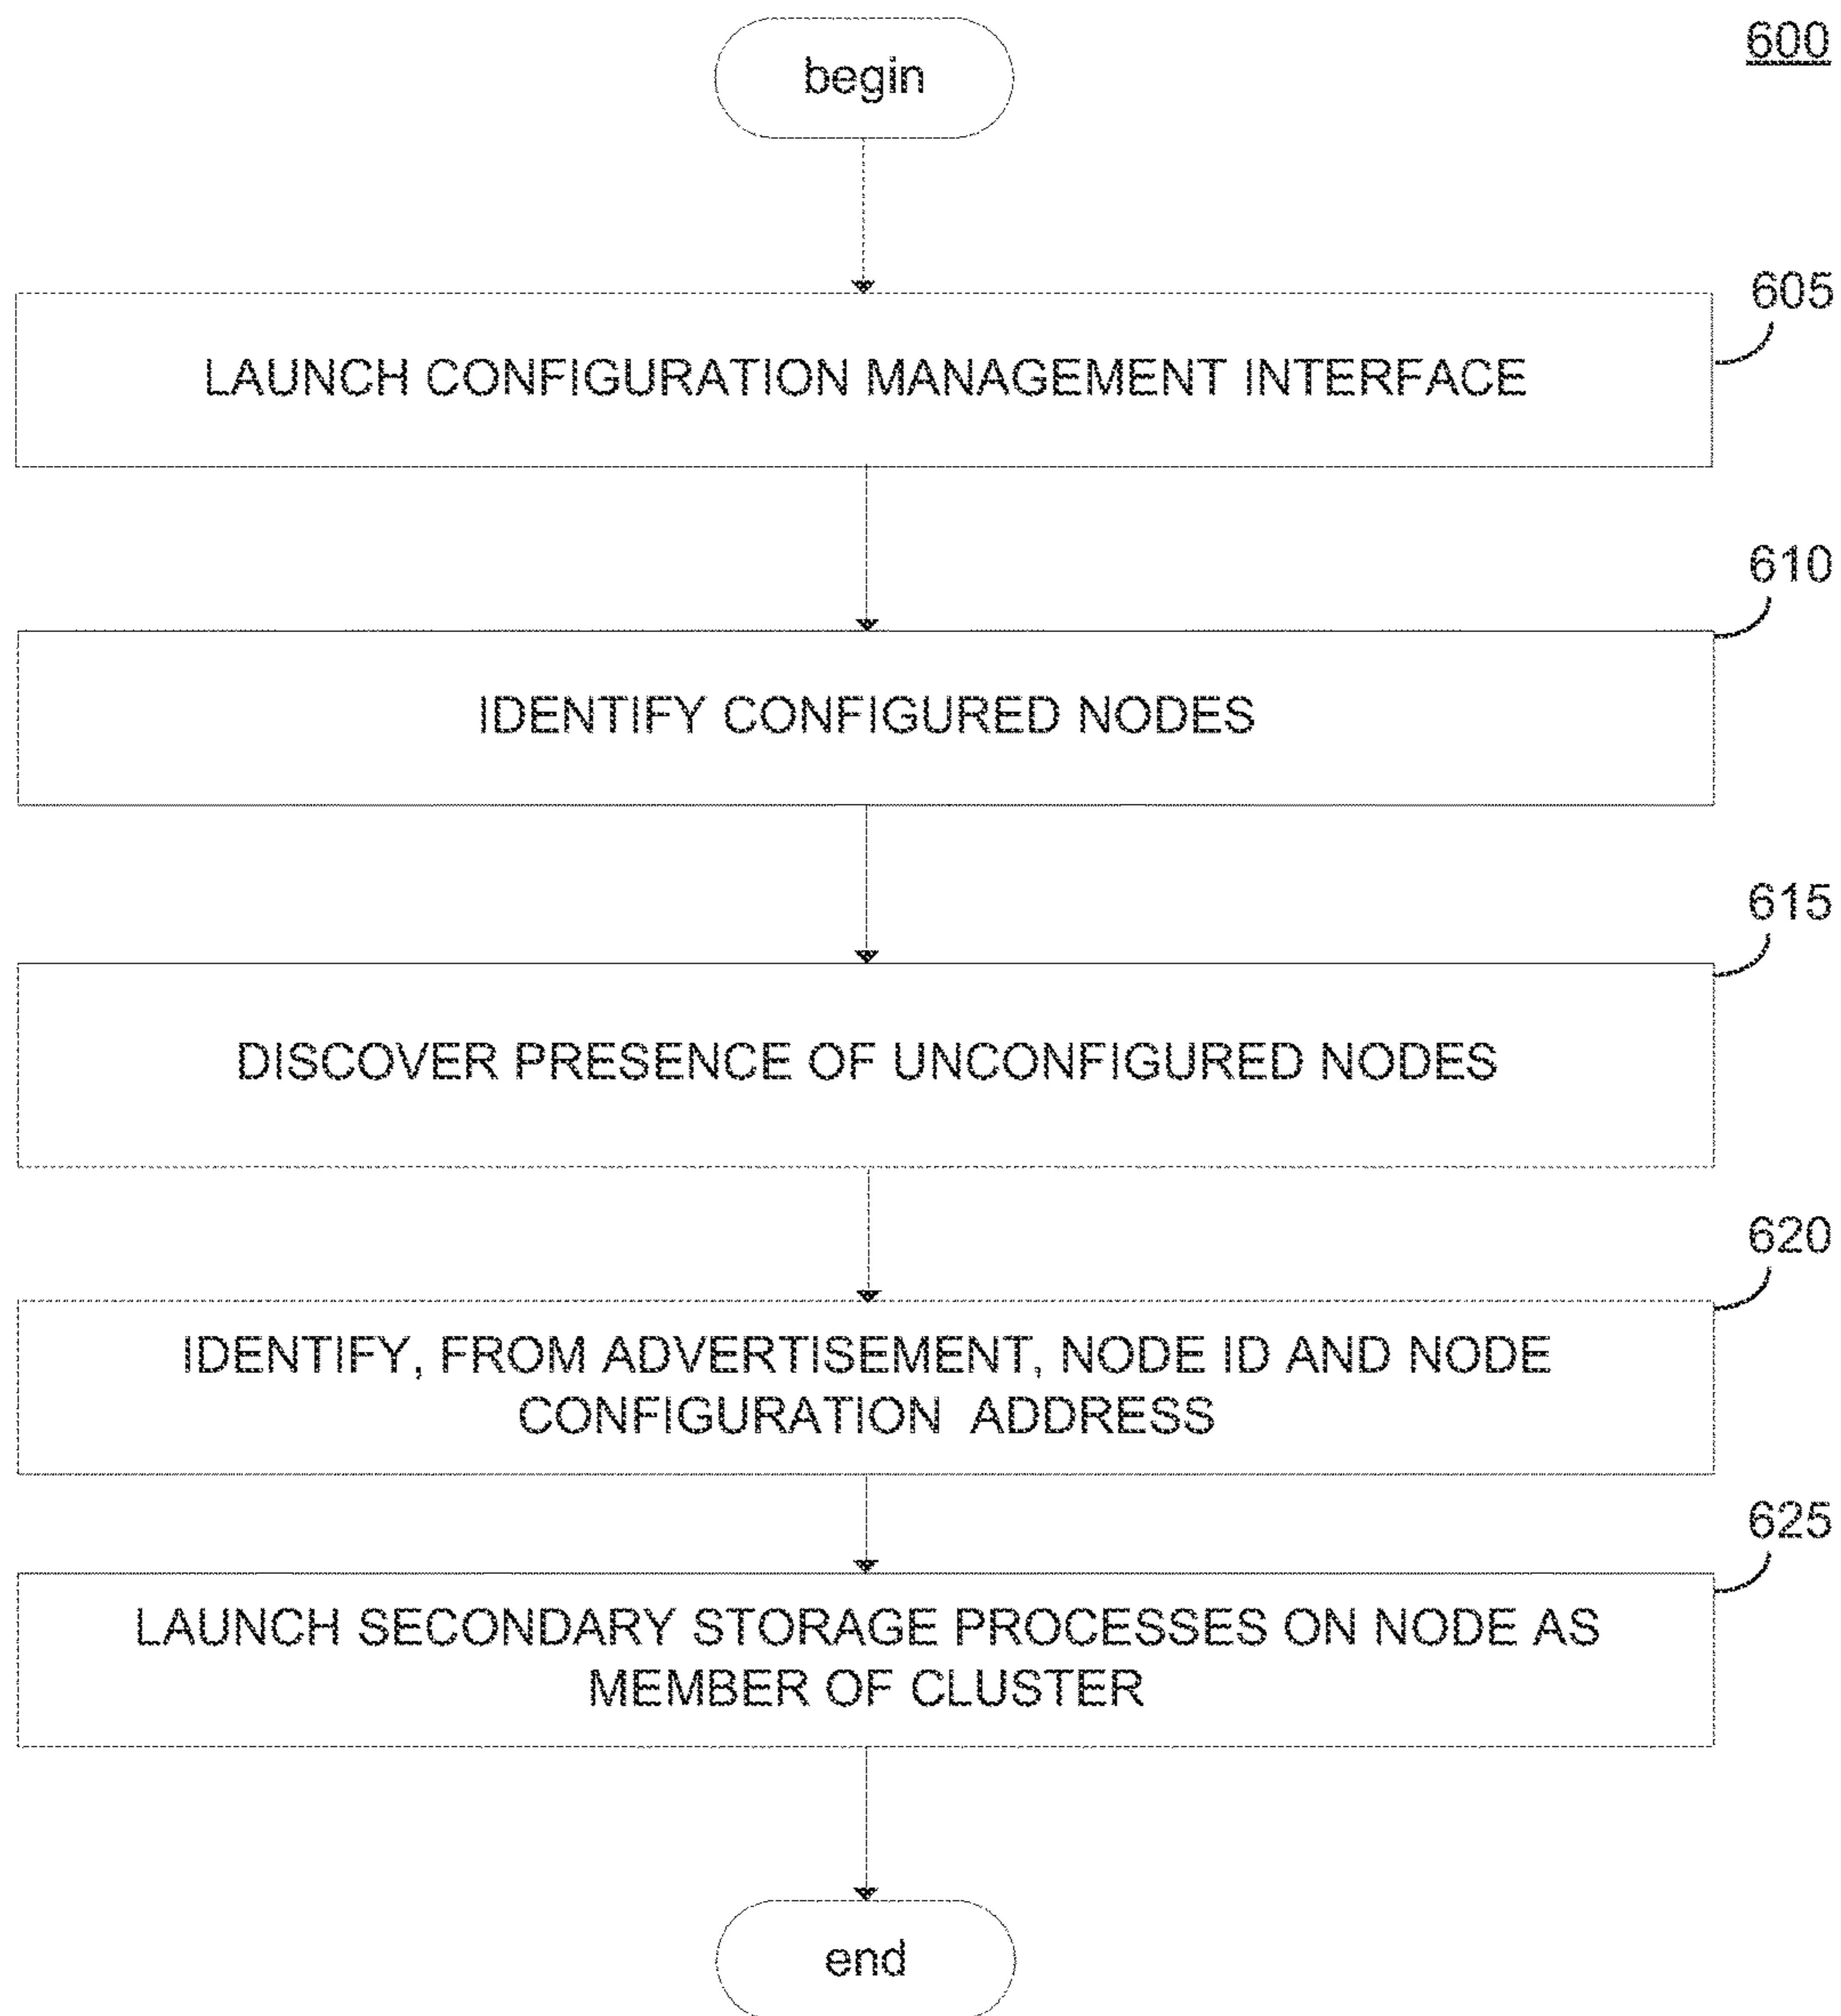 600
begin
605
LAUNCH CONFIGURATION MANAGEMENT INTERFACE
610
IDENTIFY CONFIGURED NODES
615
DISCOVER PRESENCE OF UNCONFIGURED NODES
620
IDENTIFY, FROM ADVERTISEMENT, NODE ID AND NODE
CONFIGURATION ADDRESS
625
LAUNCH SECONDARY STORAGE PROCESSES ON NODE AS
MEMBER OF CLUSTER
end